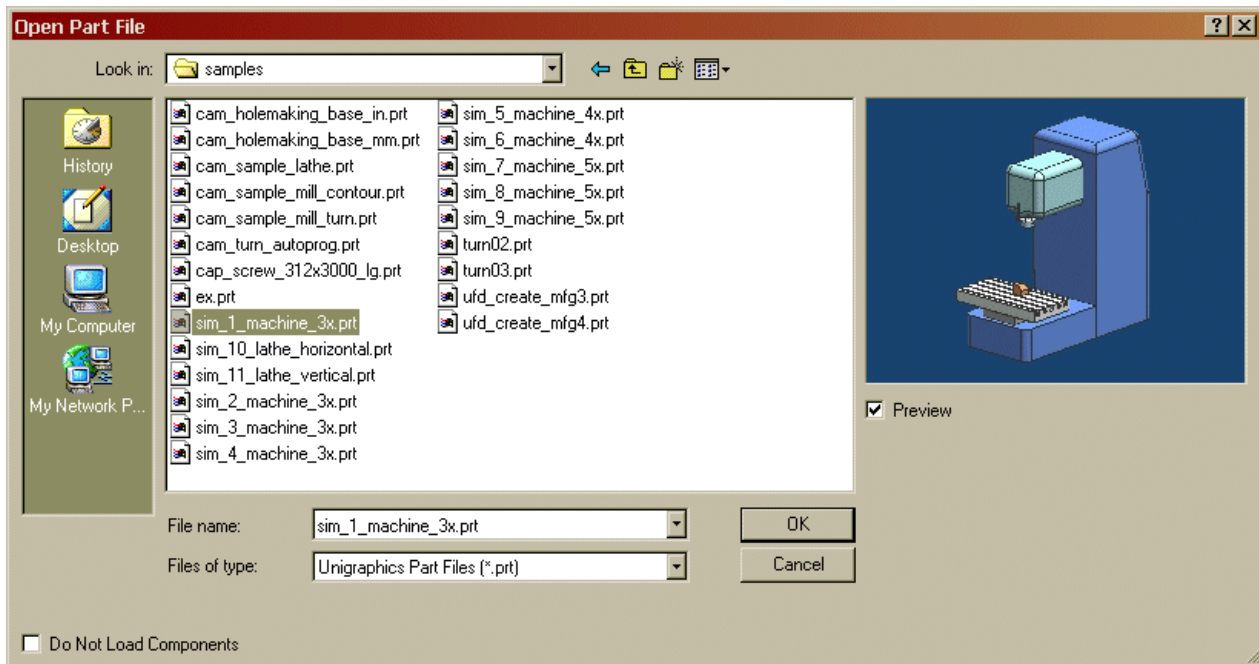 Open Part File
Look in: samples
History
Desktop
My Computer
My Network P...
cam_holemaking_base_in.prt
cam_holemaking_base_mm.prt
cam_sample_lathe.prt
cam_sample_mill_contour.prt
cam_sample_mill_turn.prt
cam_turn_autoprog.prt
cap_screw_312x3000_lg.prt
ex.prt
sim_1_machine_3x.prt
sim_10_lathe_horizontal.prt
sim_11_lathe_vertical.prt
sim_2_machine_3x.prt
sim_3_machine_3x.prt
sim_4_machine_3x.prt
sim_5_machine_4x.prt
sim_6_machine_4x.prt
sim_7_machine_5x.prt
sim_8_machine_5x.prt
sim_9_machine_5x.prt
turn02.prt
turn03.prt
ufd_create_mfg3.prt
ufd_create_mfg4.prt
Preview
File name: sim_1_machine_3x.prt OK
Files of type: Unigraphics Part Files (*.prt) Cancel
Do Not Load Components